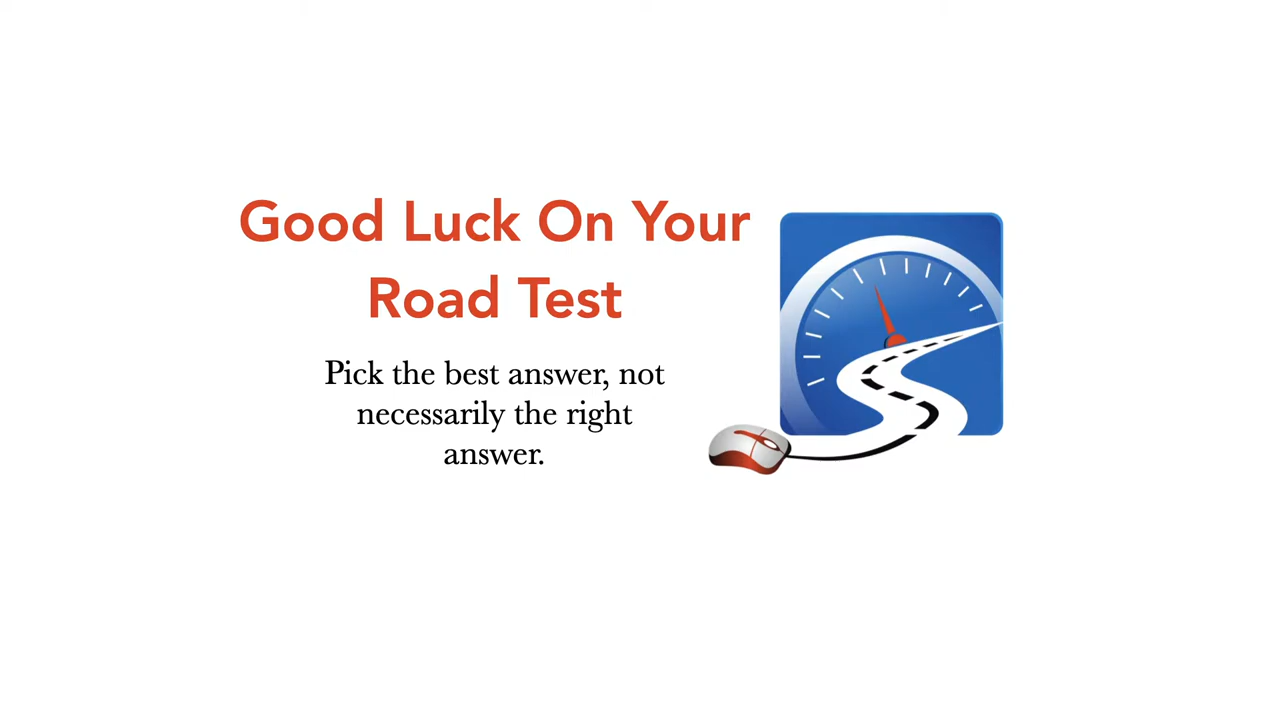 Good Luck On Your
Road Test
Pick the best answer, not
necessarily the right
answer.